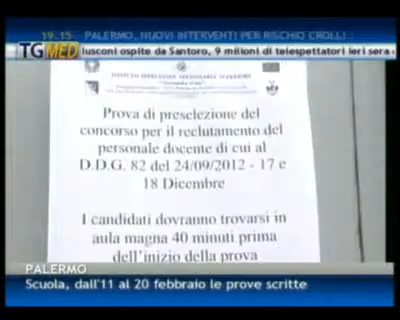 19.15 PALERMO, NUOVI INTERVENTI PER RISCHIO CROLLI
TGMED lusconi ospite da Santoro, 9 milioni di telespettatori ieri sera
Prova di preselezione del
concorso per il reclutamento del
personale docente di cui al
D.D.G. 82 del 24/09/2012 - 17 e
18 Dicembre
I candidati dovranno trovarsi in
aula magna 40 minuti prima
dell'inizio della prova
PALERMO
Scuola, dall'11 al 20 febbraio le prove scritte